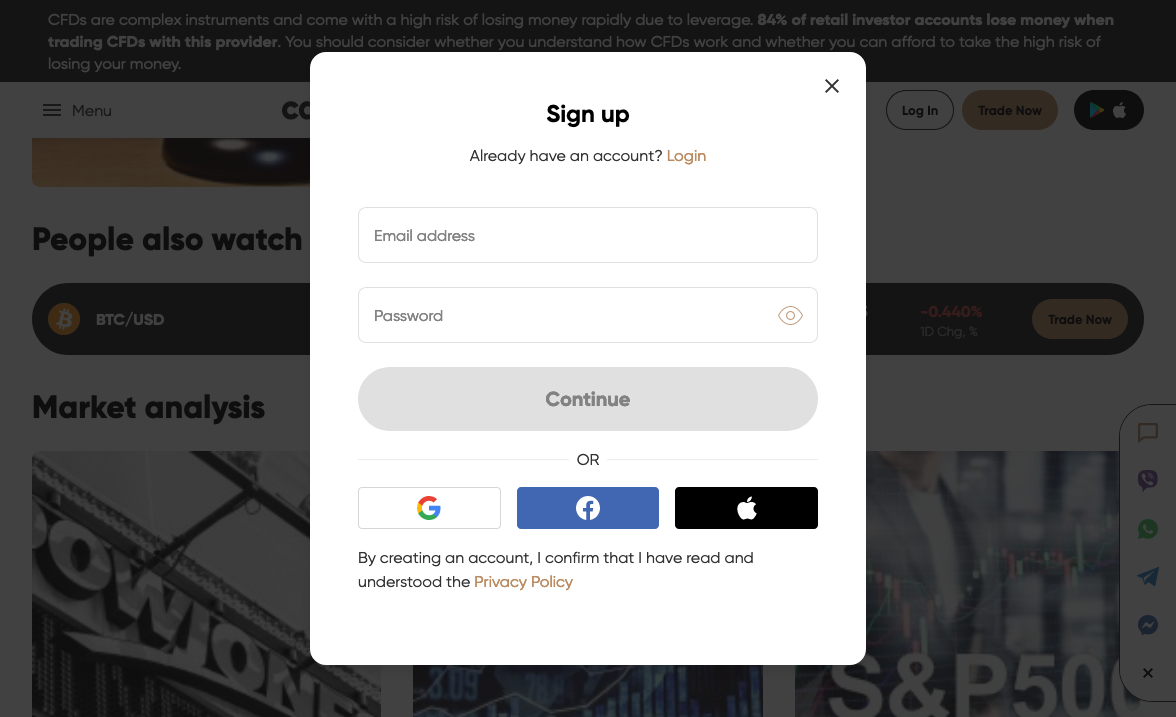 CFDs are complex instruments and come with a high risk of losing money rapidly due to leverage. 84% of retail investor accounts lose money when
trading CFDs with this provider. You should consider whether you understand how CFDs work and whether you can afford to take the high risk of
losing your money.
Menu
Log In
Trade Now
Sign up
Already have an account? Login
Email address
Password
Continue
OR
By creating an account, I confirm that I have read and
understood the Privacy Policy
People also watch
BTC/USD
-0.440%
1D Chg, %
Trade Now
Market analysis
DOW JONES
3.09
S&P500